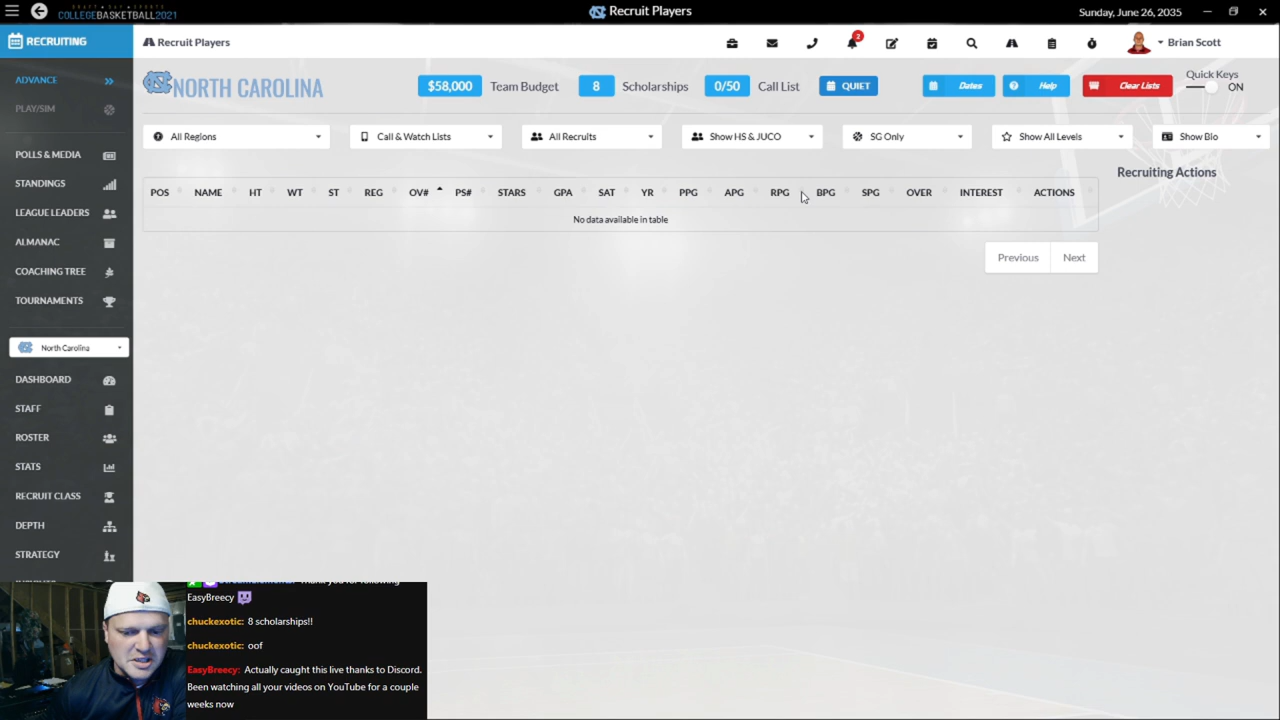 DRAFT DAY SPORTS
COLLEGEBASKETBALL2021
Recruit Players
Sunday, June 26, 2035
RECRUITING
Recruit Players
2
Brian Scott
ADVANCE
PLAY/SIM
POLLS & MEDIA
STANDINGS
LEAGUE LEADERS
ALMANAC
COACHING TREE
TOURNAMENTS
North Carolina
DASHBOARD
STAFF
ROSTER
STATS
RECRUIT CLASS
DEPTH
STRATEGY
NORTH CAROLINA
$58,000 Team Budget 8 Scholarships 0/50 Call List QUIET Dates Help Clear Lists Quick Keys ON
All Regions Call & Watch Lists All Recruits Show HS & JUCO SG Only Show All Levels Show Bio
Recruiting Actions
POS NAME HT WT ST REG OV# PS# STARS GPA SAT YR PPG APG RPG BPG SPG OVER INTEREST ACTIONS
No data available in table
Previous Next
EasyBreecy
chuckexotic: 8 scholarships!!
chuckexotic: oof
EasyBreecy: Actually caught this live thanks to Discord.
Been watching all your videos on YouTube for a couple
weeks now